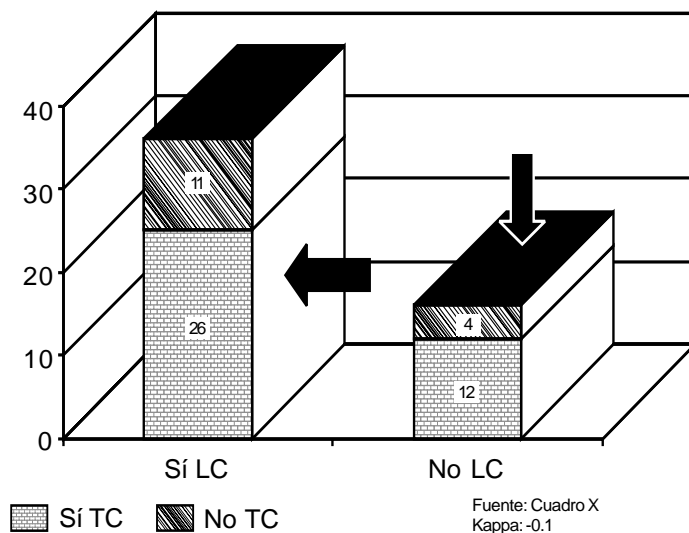 40
30
20
10
0
11
26
4
12
Sí LC
No LC
Sí TC
No TC
Fuente: Cuadro X
Kappa: -0.1